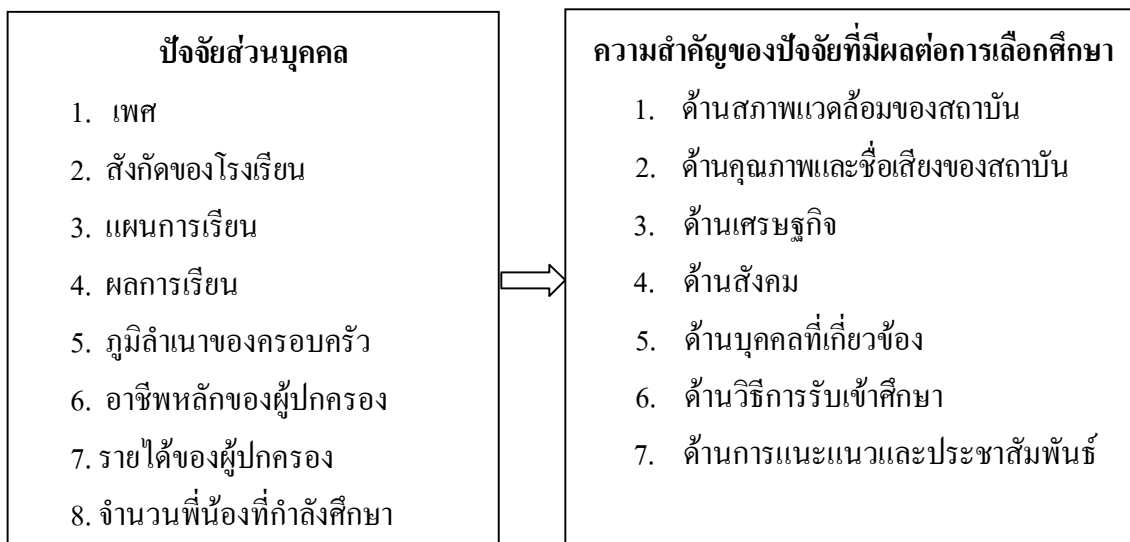 ปัจจัยส่วนบุคคล
1. เพศ
2. สังกัดของโรงเรียน
3. แผนการเรียน
4. ผลการเรียน
5. ภูมิลำเนาของครอบครัว
6. อาชีพหลักของผู้ปกครอง
7. รายได้ของผู้ปกครอง
8. จำนวนพี่น้องที่กำลังศึกษา
ความสำคัญของปัจจัยที่มีผลต่อการเลือกศึกษา
1. ด้านสภาพแวดล้อมของสถาบัน
2. ด้านคุณภาพและชื่อเสียงของสถาบัน
3. ด้านเศรษฐกิจ
4. ด้านสังคม
5. ด้านบุคคลที่เกี่ยวข้อง
6. ด้านวิธีการรับเข้าศึกษา
7. ด้านการแนะแนวและประชาสัมพันธ์